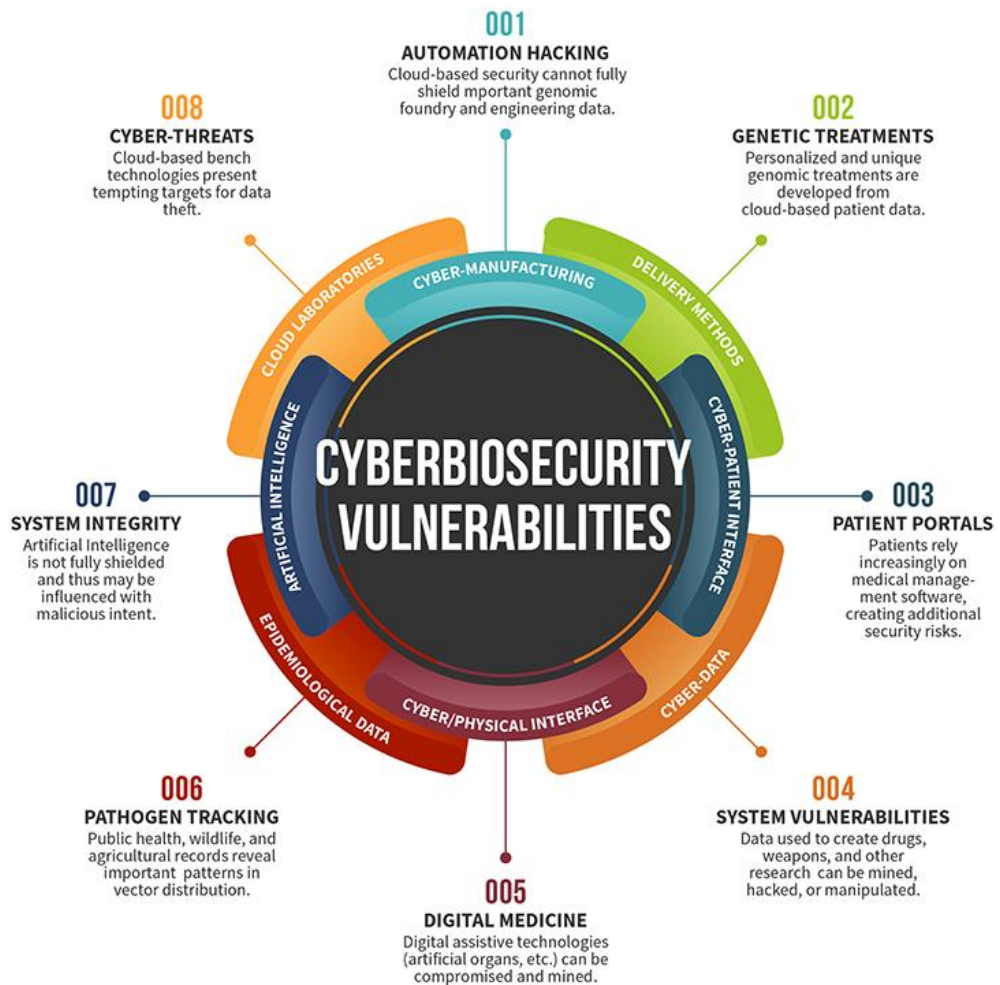 001
AUTOMATION HACKING
Cloud-based security cannot fully
shield mportant genomic
foundry and engineering data.
002
GENETIC TREATMENTS
Personalized and unique
genomic treatments are
developed from
cloud-based patient data.
003
PATIENT PORTALS
Patients rely
increasingly on
medical manage-
ment software,
creating additional
security risks.
004
SYSTEM VULNERABILITIES
Data used to create drugs,
weapons, and other
research can be mined,
hacked, or manipulated.
005
DIGITAL MEDICINE
Digital assistive technologies
(artificial organs, etc.) can be
compromised and mined.
006
PATHOGEN TRACKING
Public health, wildlife, and
agricultural records reveal
important patterns in
vector distribution.
007
SYSTEM INTEGRITY
Artificial Intelligence
is not fully shielded
and thus may be
influenced with
malicious intent.
008
CYBER-THREATS
Cloud-based bench
technologies present
tempting targets for data
theft.
CYBER-MANUFACTURING
DELIVERY METHODS
CYBER-PATIENT INTERFACE
CYBER-DATA
CYBER/PHYSICAL INTERFACE
EPIDEMIOLOGICAL DATA
ARTIFICIAL INTELLIGENCE
CLOUD LABORATORIES
CYBERBIOSECURITY
VULNERABILITIES